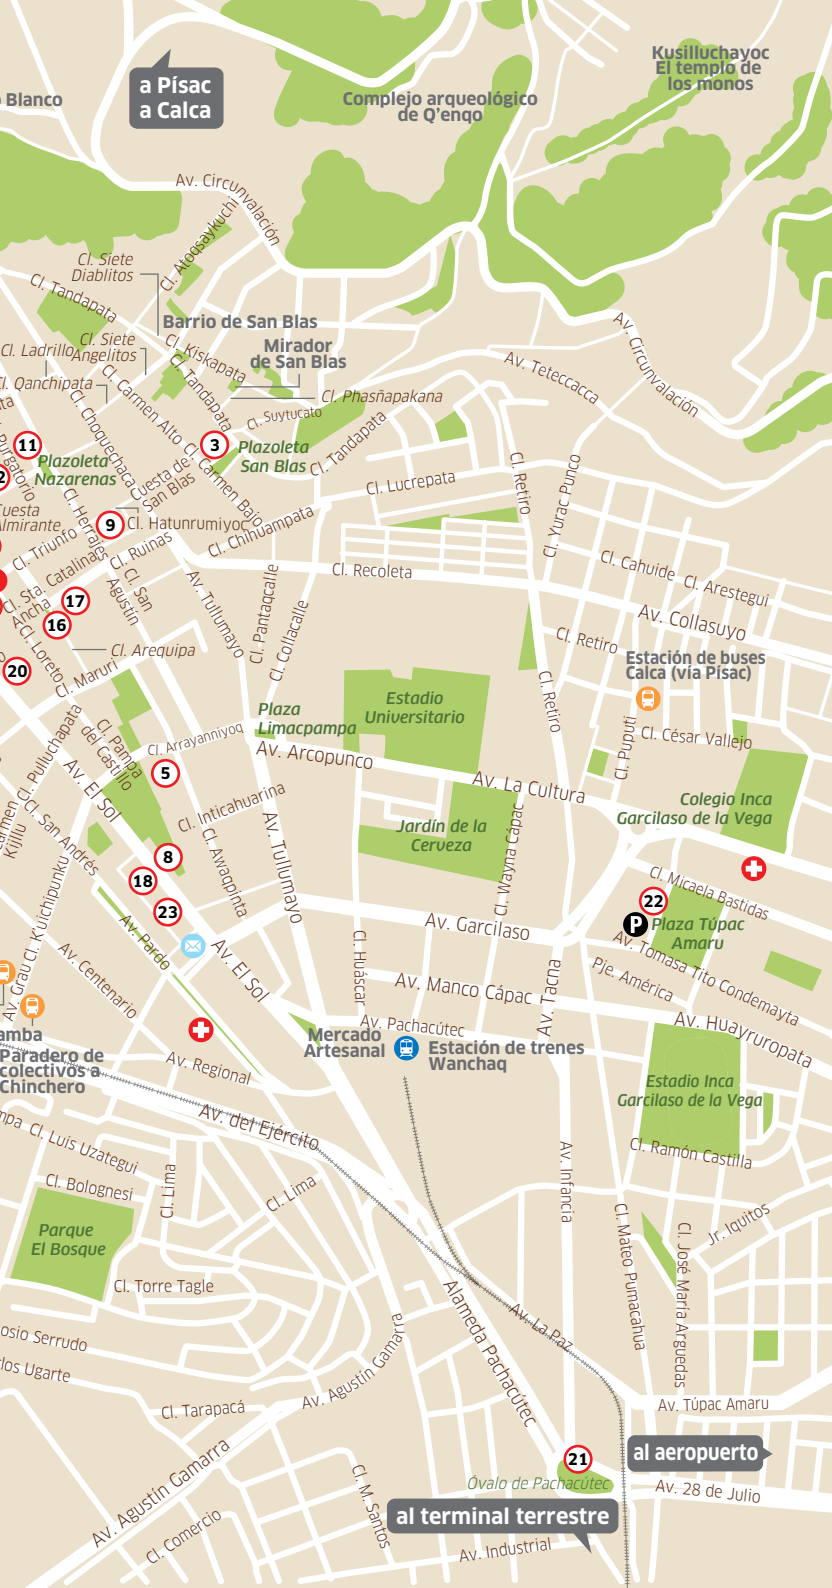 Kusilluchayoc
El templo de
los monos
a Písac
a Calca
Blanco
Complejo arqueológico
de Q'enqo
Av. Circunvalación
Cl. Atoqsaykuchi
Cl. Siete
Diablitos
Cl. Tandapata
Barrio de San Blas
Av. Circunvalación
Cl. Siete
Angelitos
Cl. Ladrillo
Cl. Kiskapata
Mirador
de San Blas
Av. Teteccacca
Cl. Qanchipata
Cl. Tandapata
Cl. Phasñapakana
Cl. Carmen Alto
Cl. Choquechaca
Cl. Suytucato
Cl. Tandapata
Purgatorio
11
3
Plazoleta
San Blas
Plazoleta
Nazarenas
Cuesta de
San Blas
Cl. Carmen Bajo
Cl. Lucrepata
Cl. Retiro
Cl. Yurac Punco
2
Cuesta
Almirante
Cl. Herrajes
9
Cl. Hatunrumiyoc
Cl. Chihuampata
Cl. Triunfo
Cl. Ruinas
Cl. Sta. Catalina
Ancha
Cl. San
Agustín
Av. Tullumayo
Cl. Pantaqcalle
Cl. Collacalle
Cl. Recoleta
Cl. Cahuide
Cl. Arestegui
17
16
Av. Collasuyo
Cl. Retiro
Cl. Loreto
Cl. Arequipa
Estación de buses
Calca (vía Písac)
20
Cl. Maruri
Cl. Retiro
Estadio
Universitario
Plaza
Limacpampa
Cl. Pulluchapata
Cl. Pampa
del Castillo
Cl. Arrayanniyoq
Av. Arcopunco
Cl. Puputi
Cl. César Vallejo
5
Av. El Sol
Av. La Cultura
Cl. Inticahuarina
Colegio Inca
Garcilaso de la Vega
Kijllu
Cl. San Andrés
Cl. Awaqpinta
Av. Tullumayo
Jardín de la
Cerveza
Cl. Wayna Cápac
8
18
Cl. Micaela Bastidas
22
23
P
Plaza Túpac
Amaru
Cl. K'uichipunku
Av. Pardo
Av. Garcilaso
Av. Grau
Av. Centenario
Av. El Sol
Cl. Huáscar
Av. Manco Cápac
Av. Tacna
Pje. América
Av. Tomasa Tito Condemayta
Av. Huayruropata
Av. Pachacútec
Mercado
Artesanal
Estación de trenes
Wanchaq
amba
Paradero de
colectivos a
Chinchero
Av. Regional
Estadio Inca
Garcilaso de la Vega
Av. del Ejército
Cl. Luis Uzategui
Cl. Ramón Castilla
Cl. Bolognesi
Cl. Lima
Cl. Lima
Av. Infancia
Parque
El Bosque
Cl. Mateo Pumacahua
Cl. José María Arguedas
Jr. Iquitos
Cl. Torre Tagle
Alameda Pachacútec
Av. La Paz
osio Serrudo
los Ugarte
Av. Agustín Gamarra
Cl. Tarapacá
Av. Túpac Amaru
Av. Agustín Gamarra
al aeropuerto
21
Óvalo de Pachacútec
Cl. M. Santos
Av. 28 de Julio
al terminal terrestre
Cl. Comercio
Av. Industrial